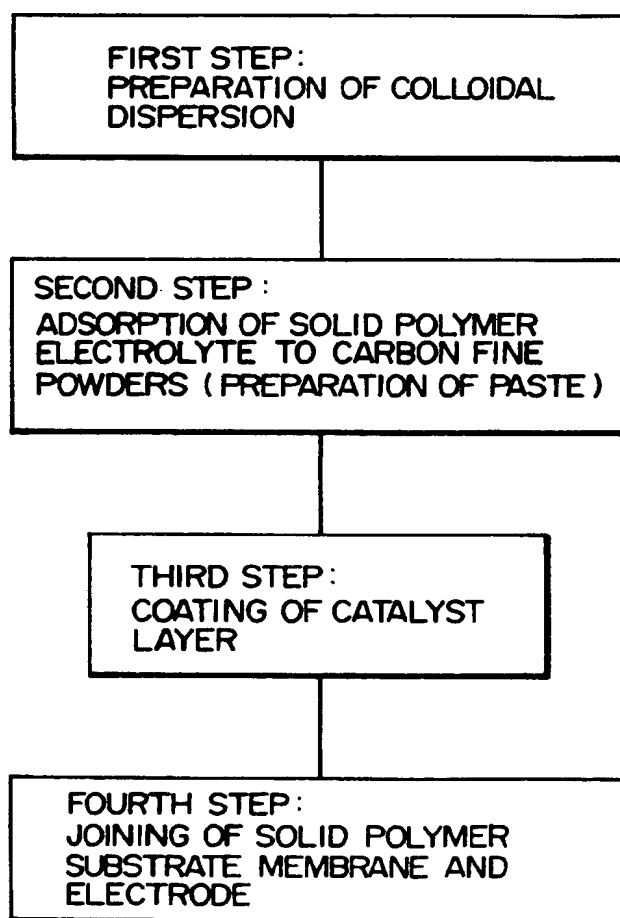 FIRST STEP:
PREPARATION OF COLLOIDAL
DISPERSION
SECOND STEP:
ADSORPTION OF SOLID POLYMER
ELECTROLYTE TO CARBON FINE
POWDERS (PREPARATION OF PASTE)
THIRD STEP:
COATING OF CATALYST
LAYER
FOURTH STEP:
JOINING OF SOLID POLYMER
SUBSTRATE MEMBRANE AND
ELECTRODE